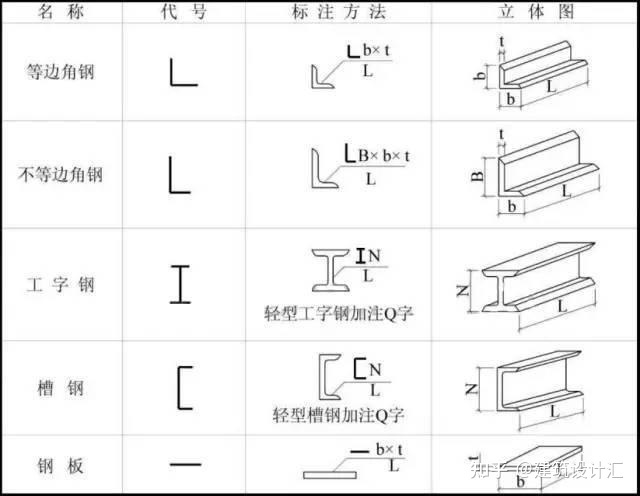 名 称 代 号 标 注 方 法 立 体 图
等边角钢 b× t L t b b L
不等边角钢 B× b× t L t B b L
工 字 钢 N L N L
轻型工字钢加注Q字
槽 钢 N L N L
轻型槽钢加注Q字
钢 板 b× t L t b
知乎 @建筑设计汇